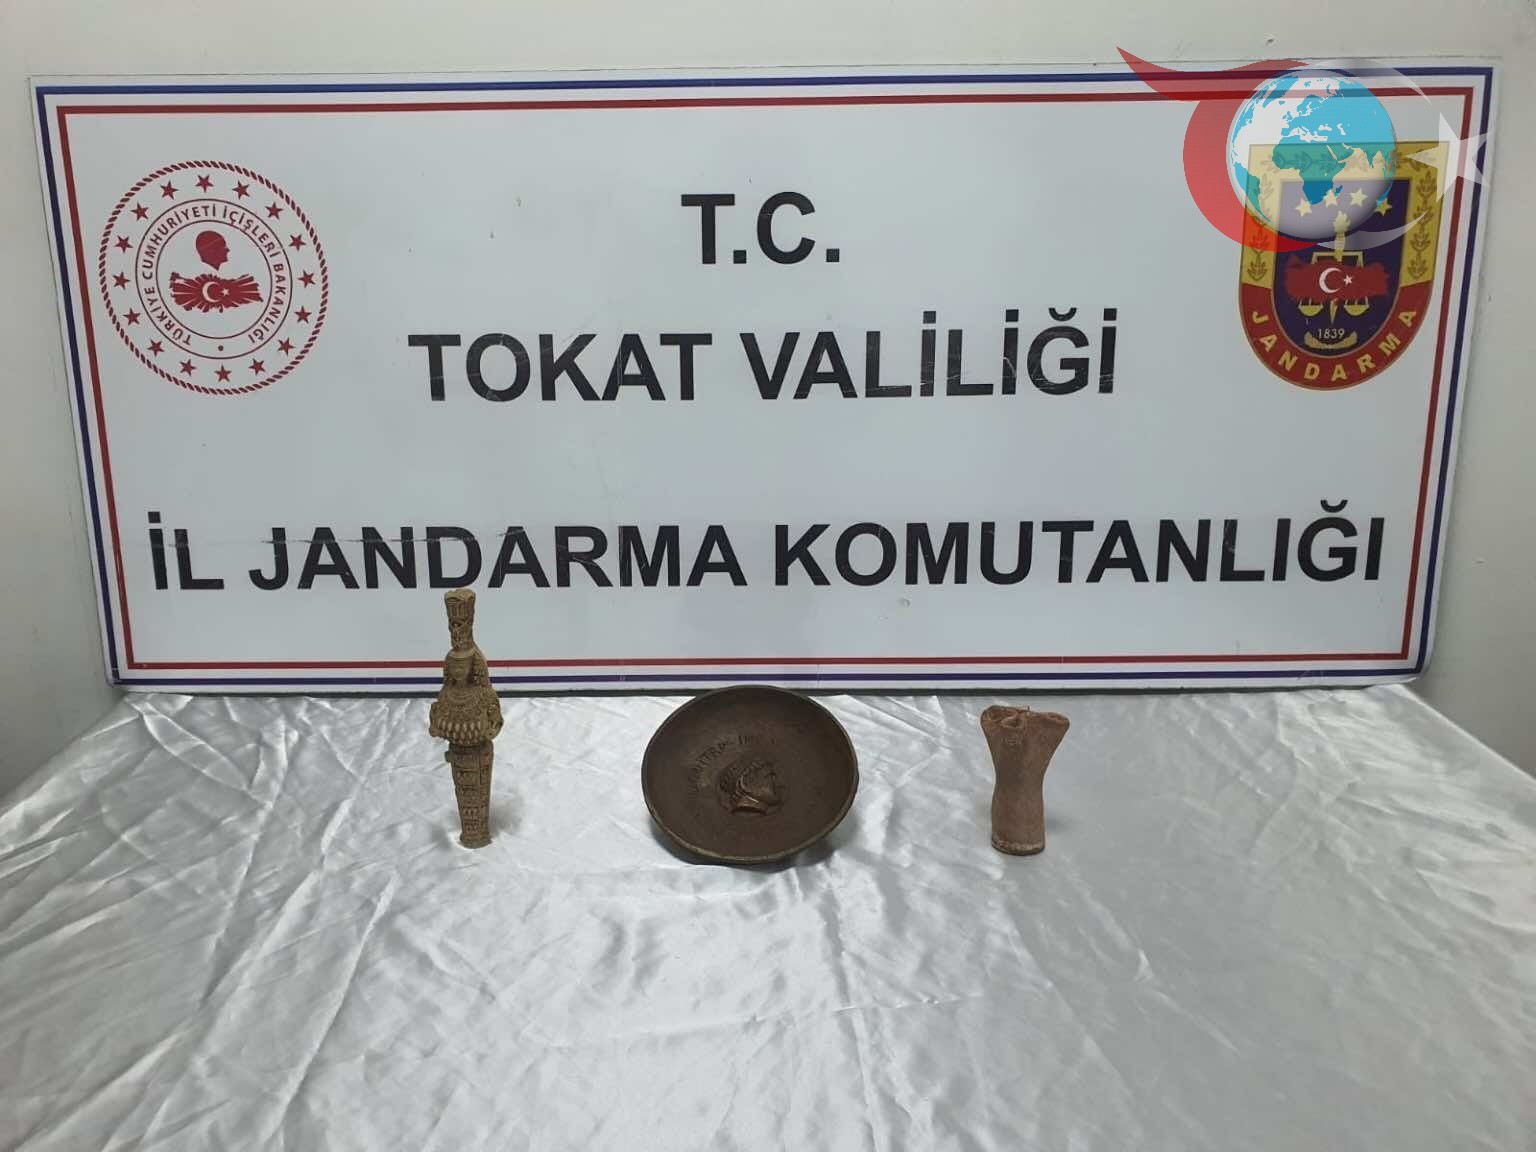 T.C.
TOKAT VALİLİĞİ
İL JANDARMA KOMUTANLIĞI
TÜRKİYE CUMHURİYETİ İÇİŞLERİ BAKANLIĞI
1839
JANDARMA